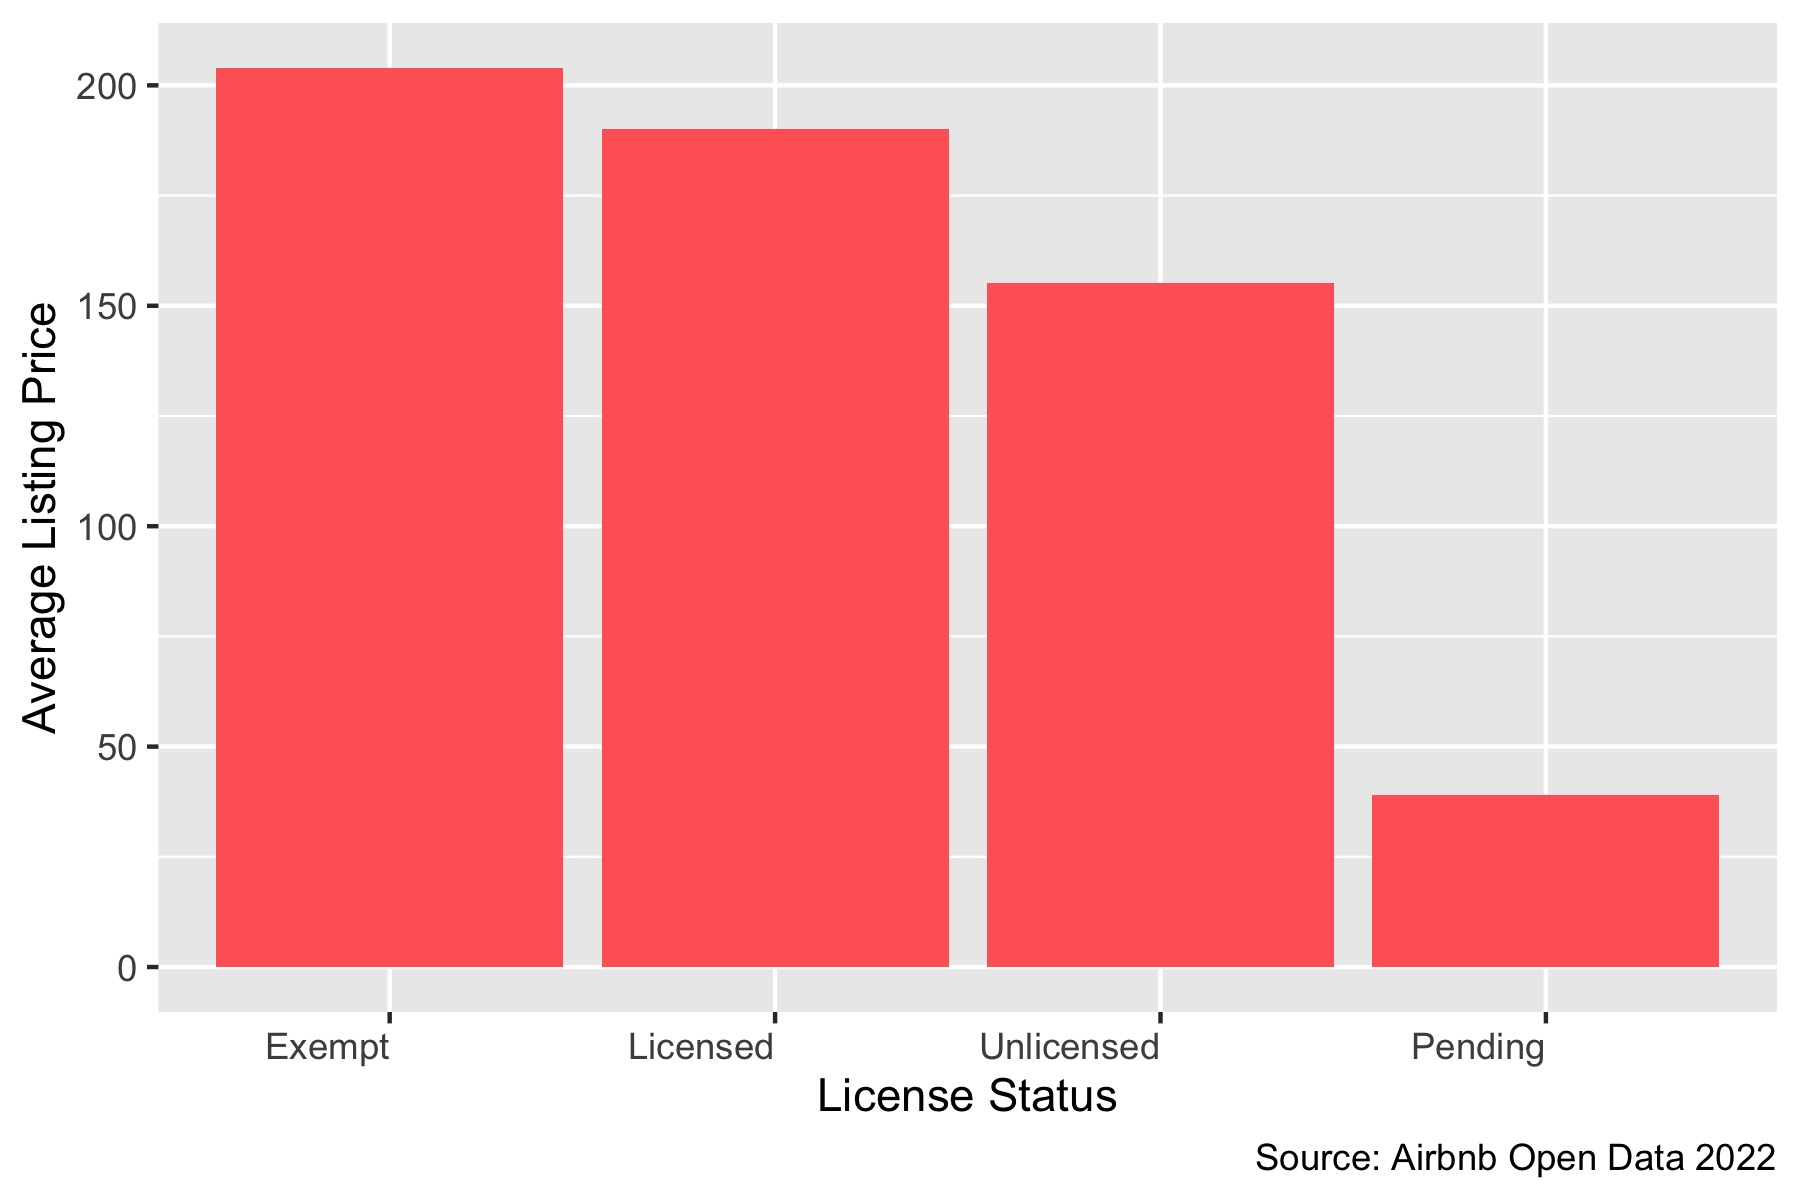 Average Listing Price
200
150
100
50
0
Exempt
Licensed
Unlicensed
Pending
License Status
Source: Airbnb Open Data 2022